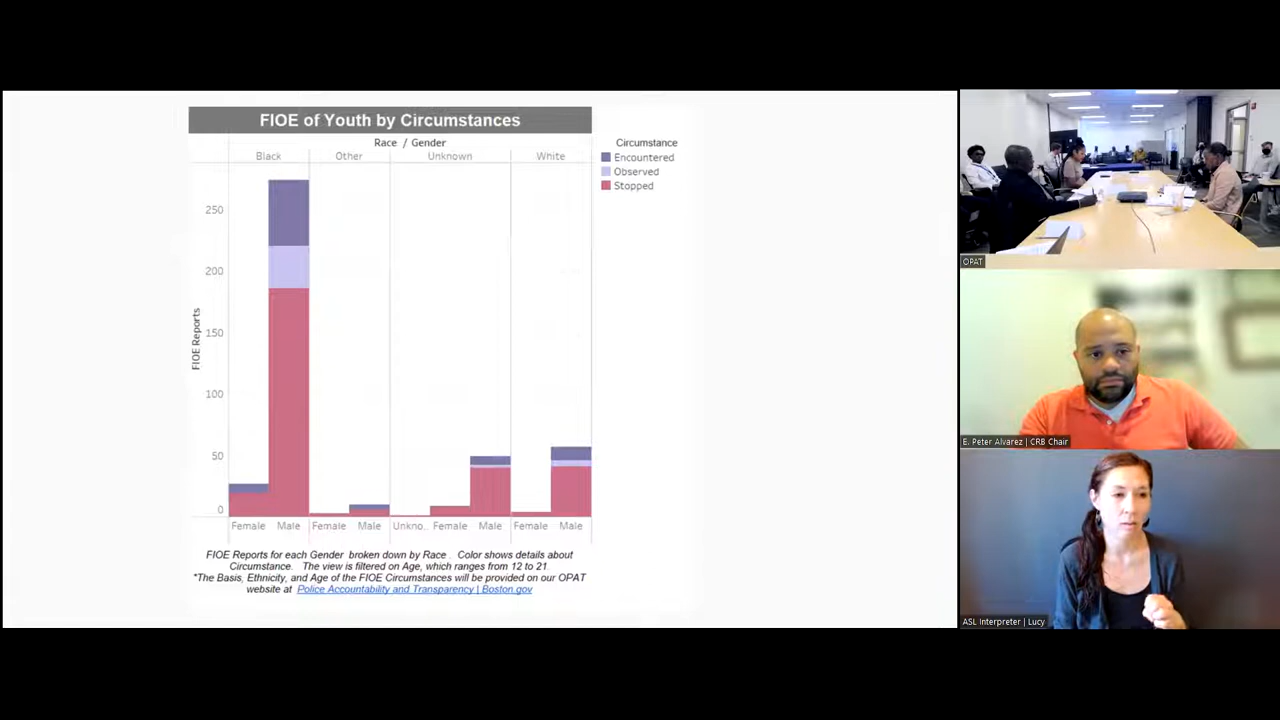 FIOE of Youth by Circumstances
Race / Gender
Black Other Unknown White
Circumstance
Encountered
Observed
Stopped
FIOE Reports
250
200
150
100
50
0
Female Male Female Male Unkno.. Female Male Female Male
FIOE Reports for each Gender broken down by Race . Color shows details about
Circumstance. The view is filtered on Age, which ranges from 12 to 21.
*The Basis, Ethnicity, and Age of the FIOE Circumstances will be provided on our OPAT
website at Police Accountability and Transparency | Boston.gov
OPAT
E. Peter Alvarez | CRB Chair
ASL Interpreter | Lucy